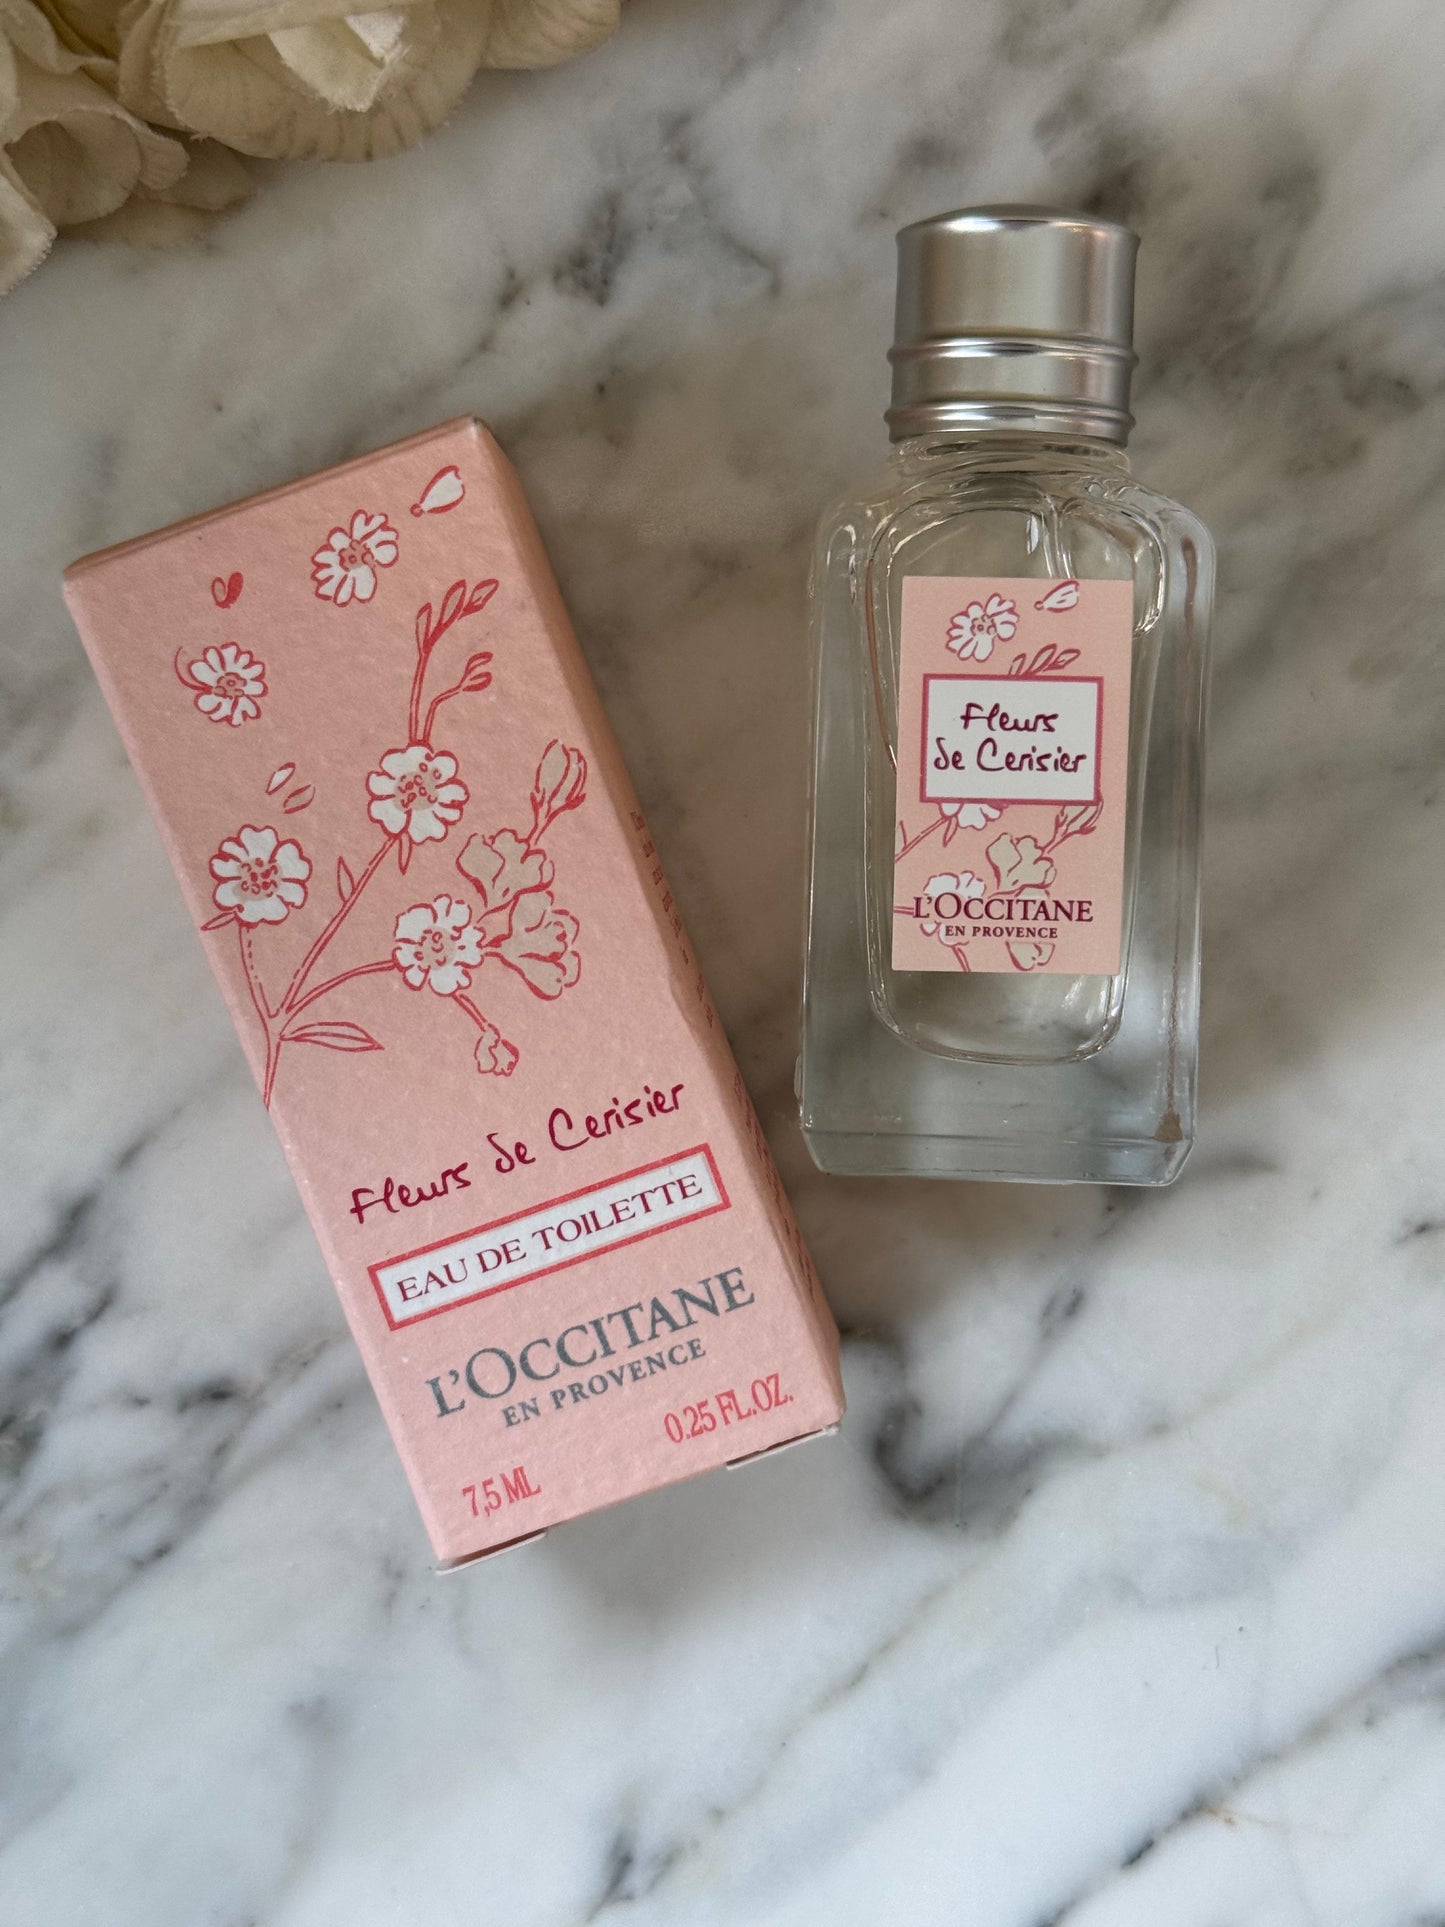 Fleurs de Cerisier
EAU DE TOILETTE
L'OCCITANE
EN PROVENCE
7,5 ML
0.25 FL.OZ.
Fleurs
de Cerisier
L'OCCITANE
EN PROVENCE